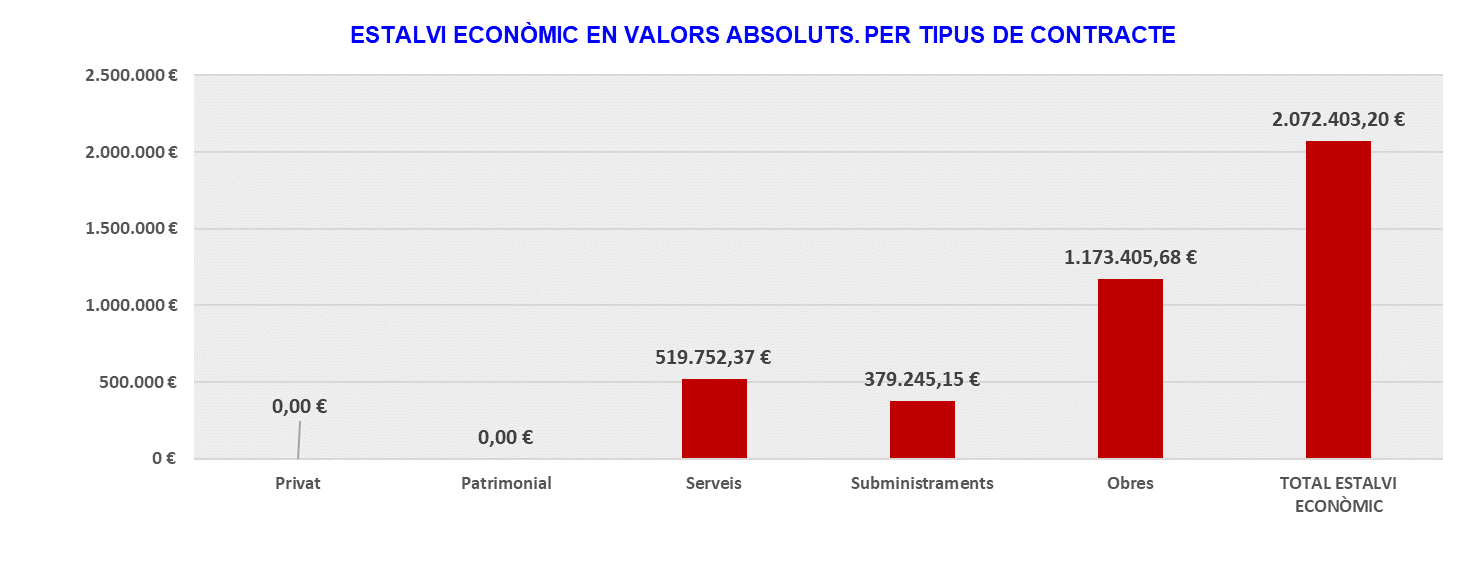 ESTALVI ECONÒMIC EN VALORS ABSOLUTS. PER TIPUS DE CONTRACTE
2.500.000 €
2.000.000 €
1.500.000 €
1.000.000 €
500.000 €
0 €
0,00 €
0,00 €
519.752,37 €
379.245,15 €
1.173.405,68 €
2.072.403,20 €
Privat
Patrimonial
Serveis
Subministraments
Obres
TOTAL ESTALVI
ECONÒMIC